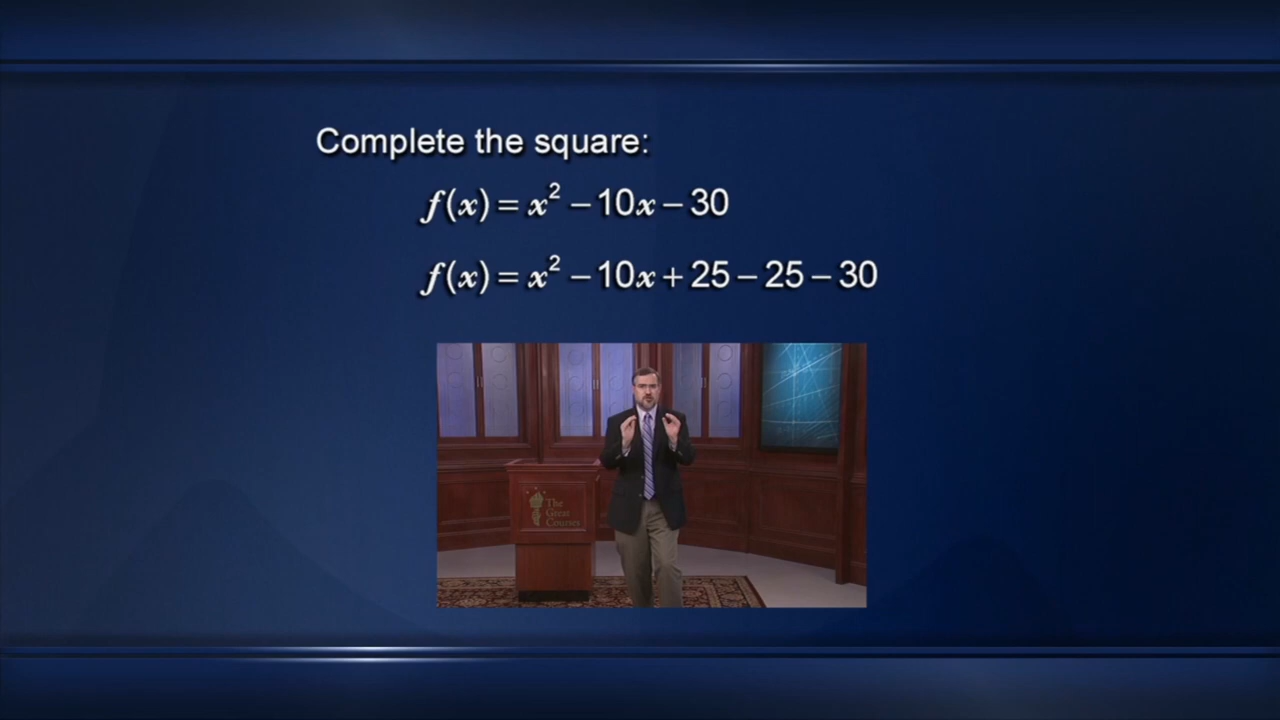 Complete the square:
f(x) = x² − 10x − 30
f(x) = x² − 10x + 25 − 25 − 30
The
Great
Courses